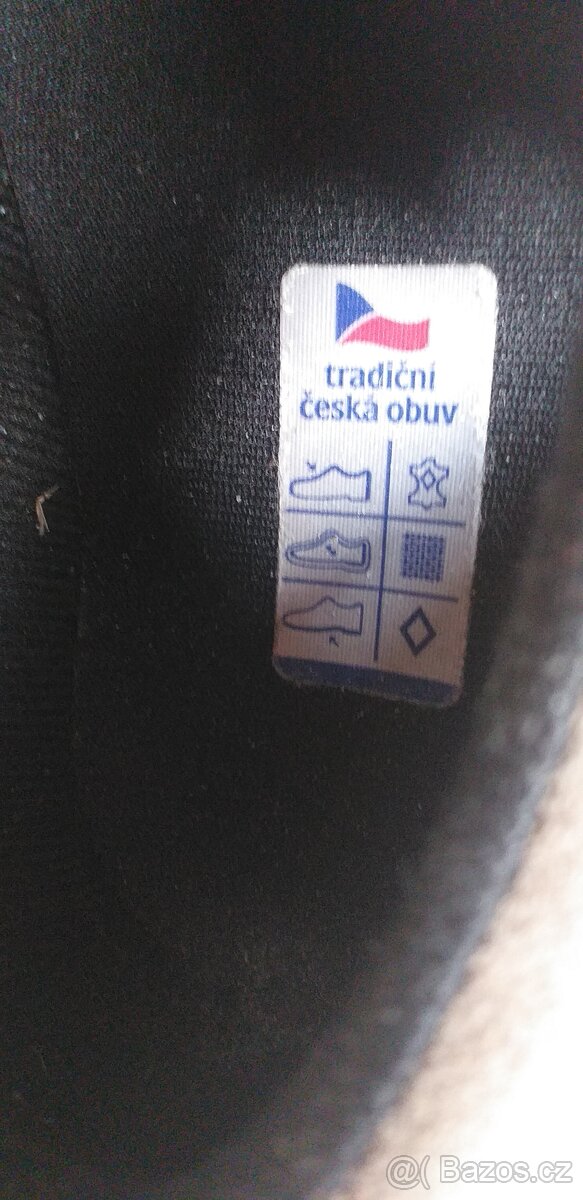 tradiční
česká obuv
@( Bazos.cz